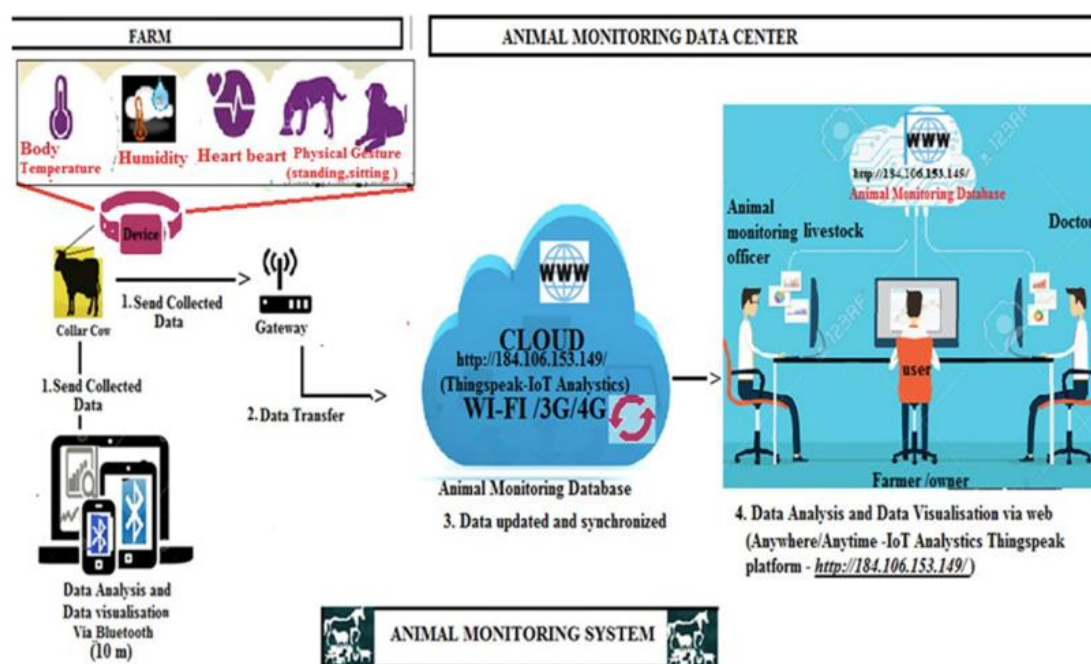 FARM
ANIMAL MONITORING DATA CENTER
Body
Temperature
Humidity
Heart beart
Physical Gesture
(standing,sitting )
Device
Collar Cow
1. Send Collected
Data
Gateway
1.Send Collected
Data
2. Data Transfer
Data Analysis and
Data visualisation
Via Bluetooth
(10 m)
WWW
CLOUD
http://184.106.153.149/
(Thingspeak-IoT Analystics)
WI-FI /3G/4G
Animal Monitoring Database
3. Data updated and synchronized
WWW
http://184.106.153.149/
Animal Monitoring Database
Animal
monitoring livestock
officer
Doctor
user
Farmer /owner
123RF
123RF
123RF
4. Data Analysis and Data Visualisation via web
(Anywhere/Anytime -IoT Analystics Thingspeak
platform - http://184.106.153.149/ )
ANIMAL MONITORING SYSTEM